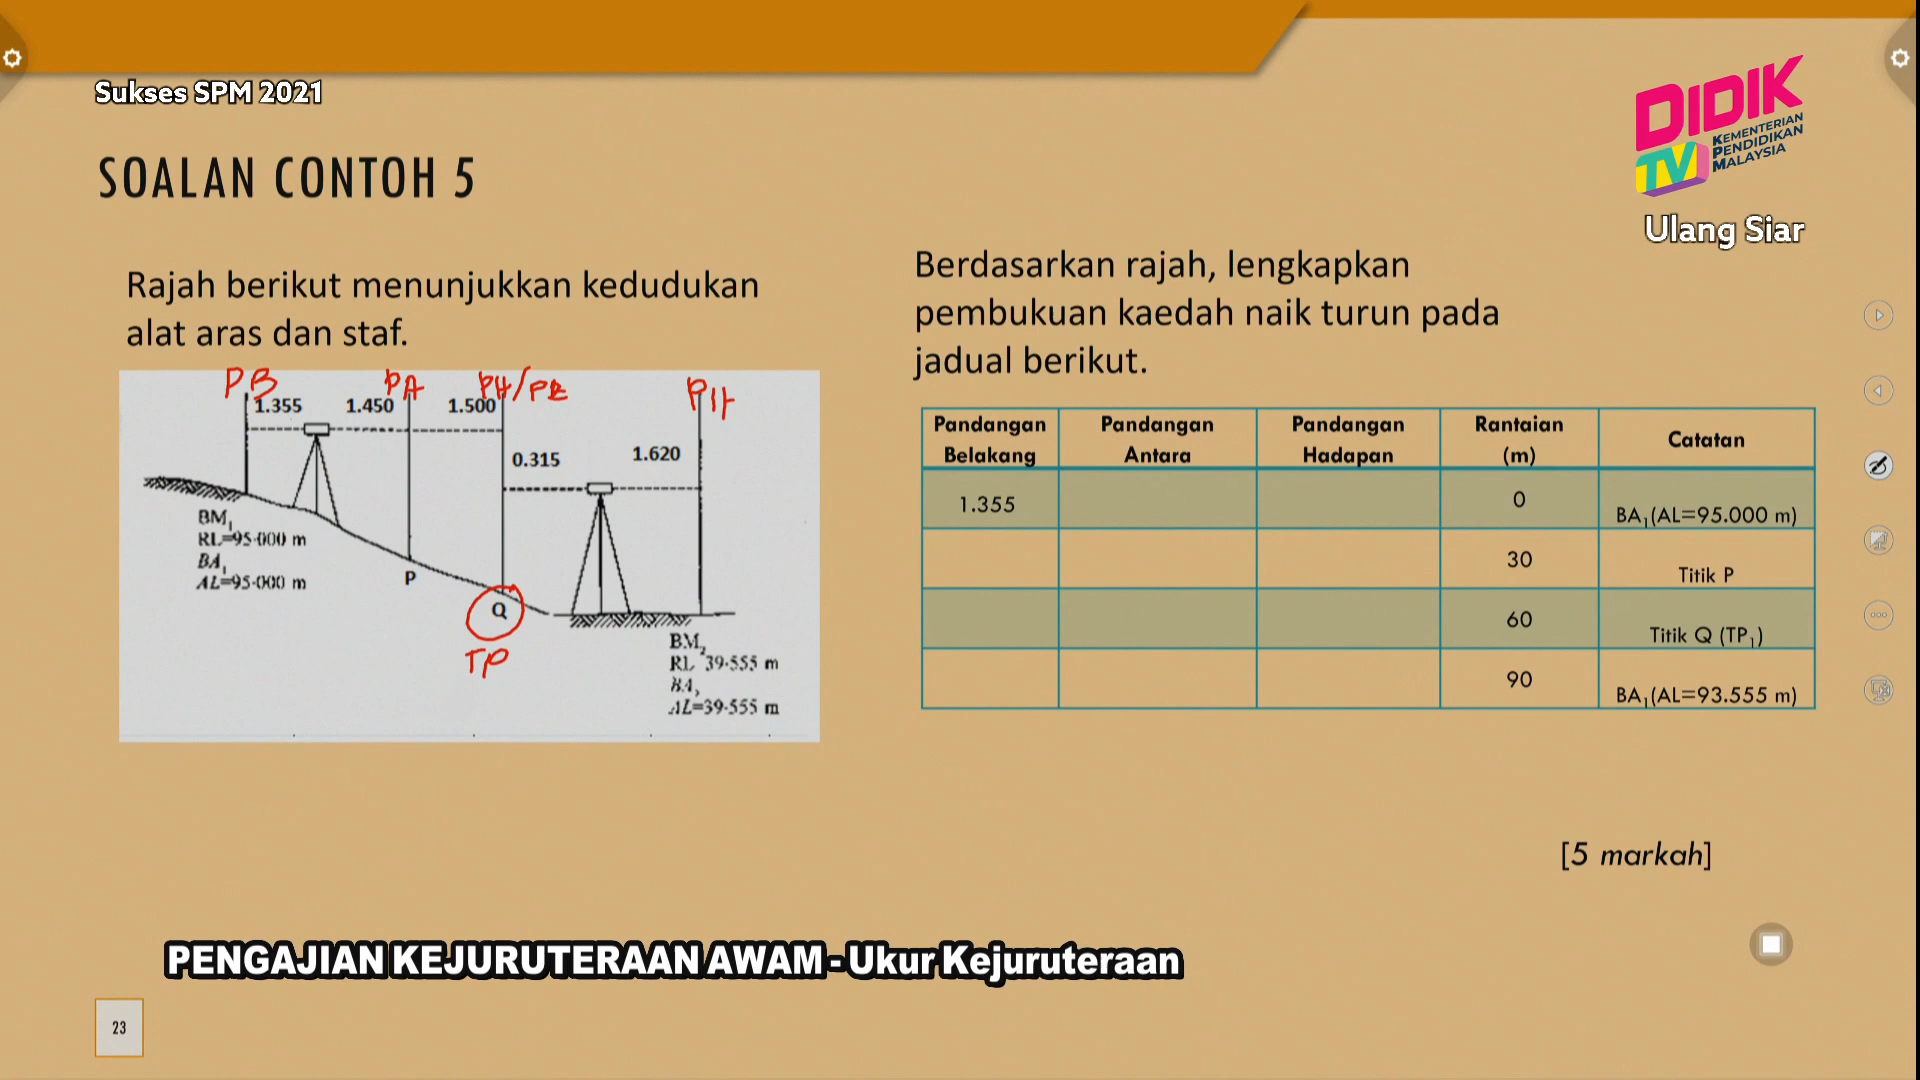 Sukses SPM 2021
DIDIK
TV
KEMENTERIAN
PENDIDIKAN
MALAYSIA
Ulang Siar
SOALAN CONTOH 5
Rajah berikut menunjukkan kedudukan
alat aras dan staf.
PB
PA
PH/PB
PH
1.355
1.450
1.500
0.315
1.620
BM1
RL=95.000 m
BA1
AL=95.000 m
P
Q
TP
BM2
RL 39.555 m
BA,
AL=39.555 m
Berdasarkan rajah, lengkapkan
pembukuan kaedah naik turun pada
jadual berikut.
Pandangan Belakang Pandangan Antara Pandangan Hadapan Rantaian (m) Catatan
1.355 0 BA1(AL=95.000 m)
30 Titik P
60 Titik Q (TP1)
90 BA1(AL=93.555 m)
[5 markah]
PENGAJIAN KEJURUTERAAN AWAM - Ukur Kejuruteraan
23